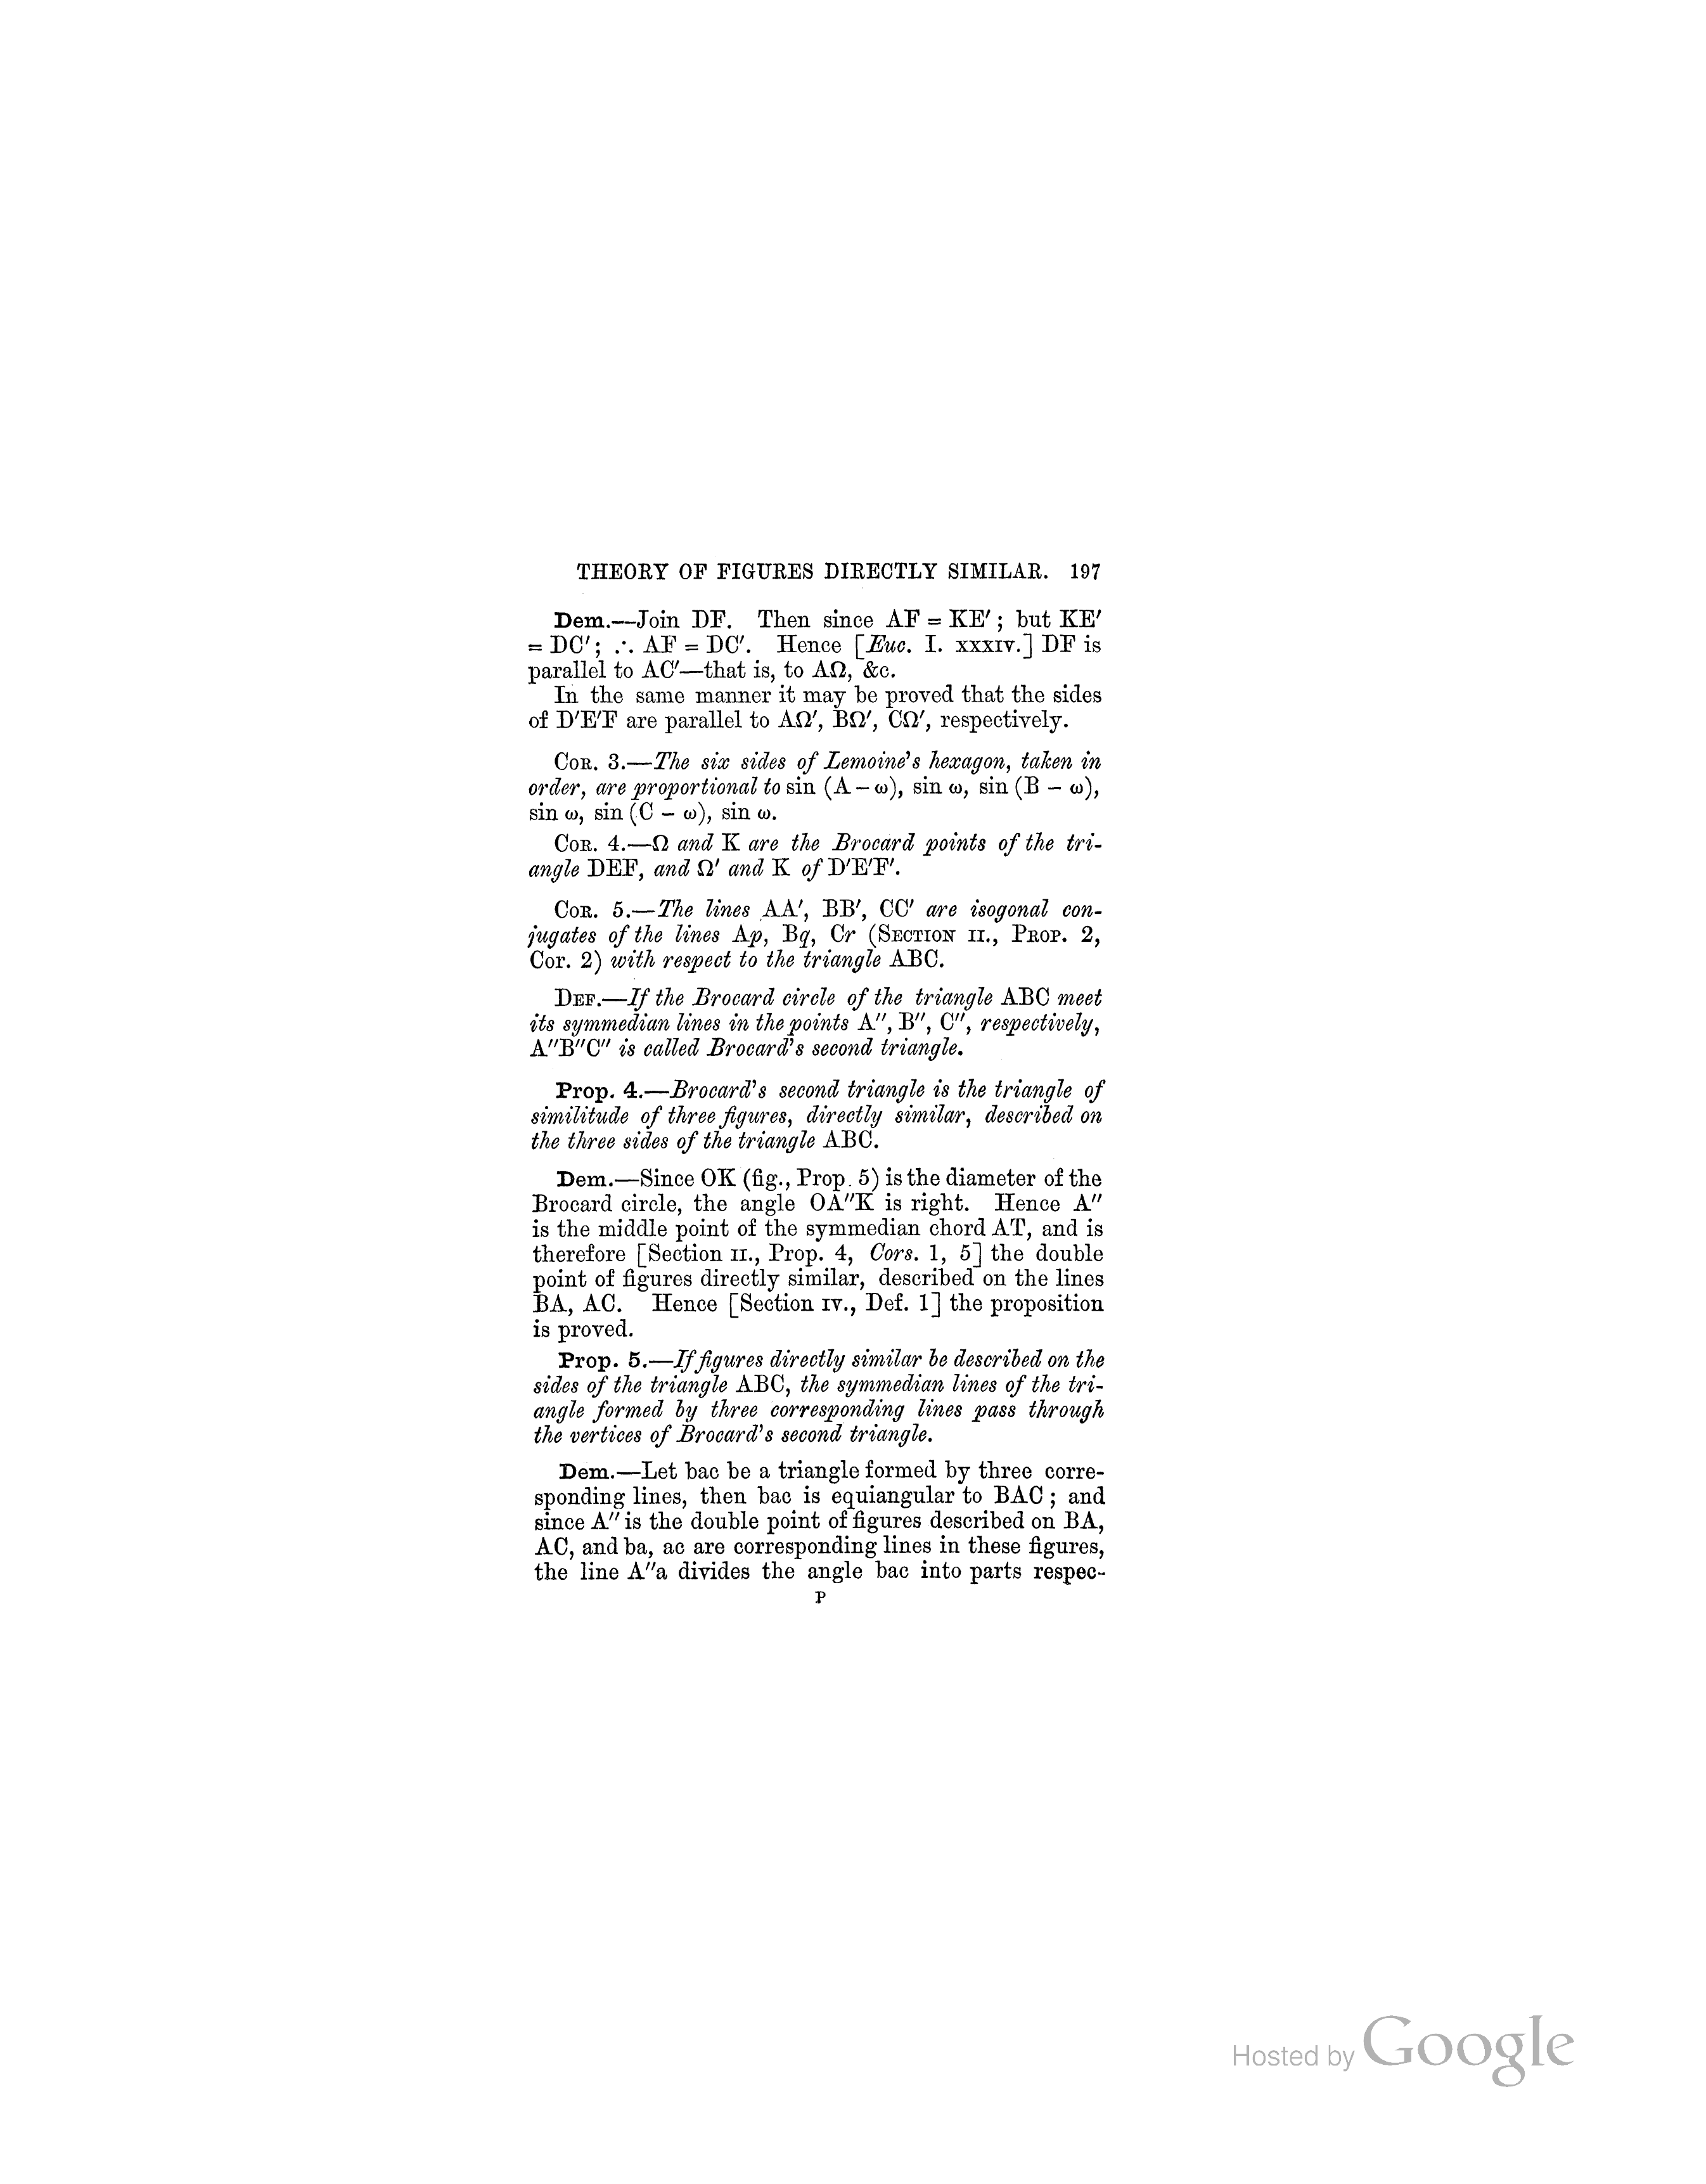 THEORY OF FIGURES DIRECTLY SIMILAR. 197
Dem.—Join DF. Then since AF = KE′; but KE′
= DC′; ∴ AF = DC′. Hence [Euc. I. xxxiv.] DF is
parallel to AC′—that is, to AΩ, &c.
In the same manner it may be proved that the sides
of D′E′F are parallel to AΩ′, BΩ′, CΩ′, respectively.
Cor. 3.—The six sides of Lemoine's hexagon, taken in
order, are proportional to sin (A – ω), sin ω, sin (B – ω),
sin ω, sin (C – ω), sin ω.
Cor. 4.—Ω and K are the Brocard points of the tri-
angle DEF, and Ω′ and K of D′E′F′.
Cor. 5.—The lines AA′, BB′, CC′ are isogonal con-
jugates of the lines Ap, Bq, Cr (Section II., Prop. 2,
Cor. 2) with respect to the triangle ABC.
Def.—If the Brocard circle of the triangle ABC meet
its symmedian lines in the points A″, B″, C″, respectively,
A″B″C″ is called Brocard's second triangle.
Prop. 4.—Brocard's second triangle is the triangle of
similitude of three figures, directly similar, described on
the three sides of the triangle ABC.
Dem.—Since OK (fig., Prop. 5) is the diameter of the
Brocard circle, the angle OA″K is right. Hence A″
is the middle point of the symmedian chord AT, and is
therefore [Section II., Prop. 4, Cors. 1, 5] the double
point of figures directly similar, described on the lines
BA, AC. Hence [Section IV., Def. 1] the proposition
is proved.
Prop. 5.—If figures directly similar be described on the
sides of the triangle ABC, the symmedian lines of the tri-
angle formed by three corresponding lines pass through
the vertices of Brocard's second triangle.
Dem.—Let bac be a triangle formed by three corre-
sponding lines, then bac is equiangular to BAC; and
since A″ is the double point of figures described on BA,
AC, and ba, ac are corresponding lines in these figures,
the line A″a divides the angle bac into parts respec-
P
Hosted by Google